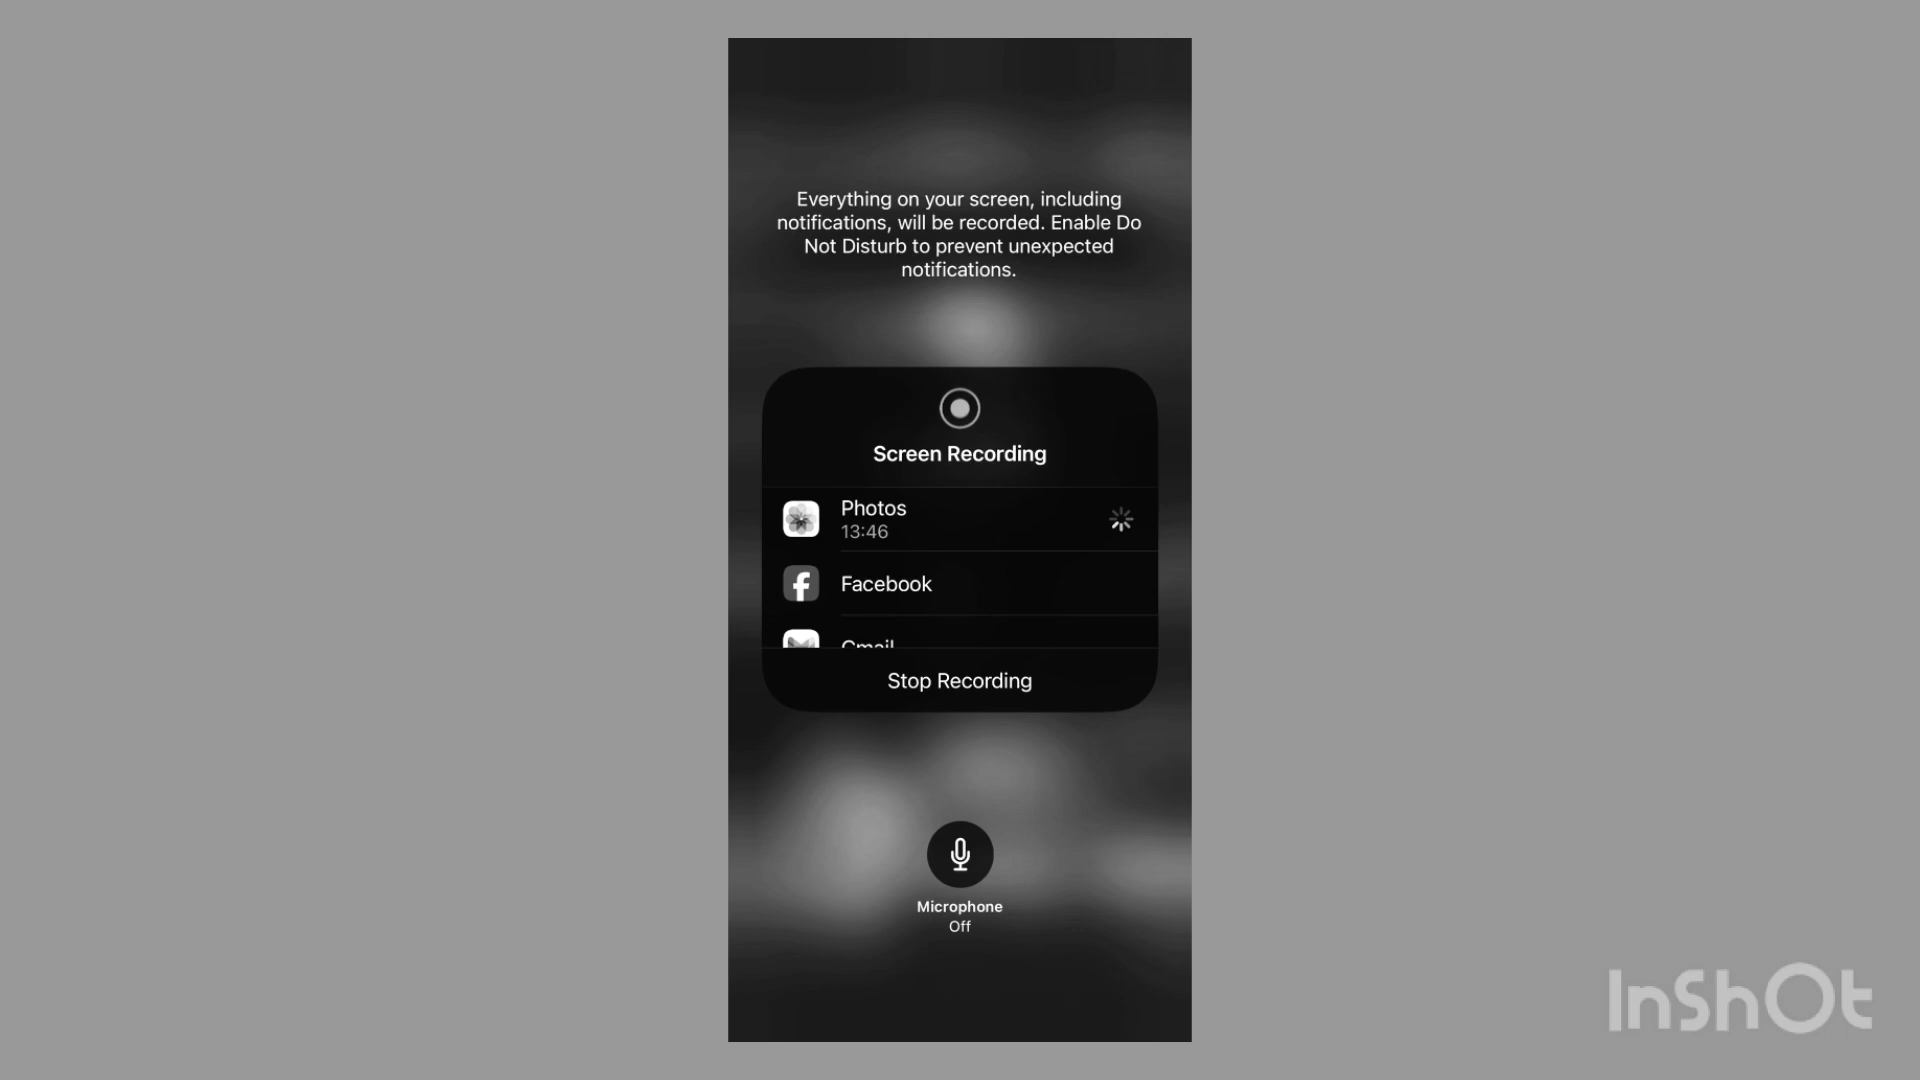 Everything on your screen, including
notifications, will be recorded. Enable Do
Not Disturb to prevent unexpected
notifications.
Screen Recording
Photos
13:46
Facebook
Gmail
Stop Recording
Microphone
Off
InShOt